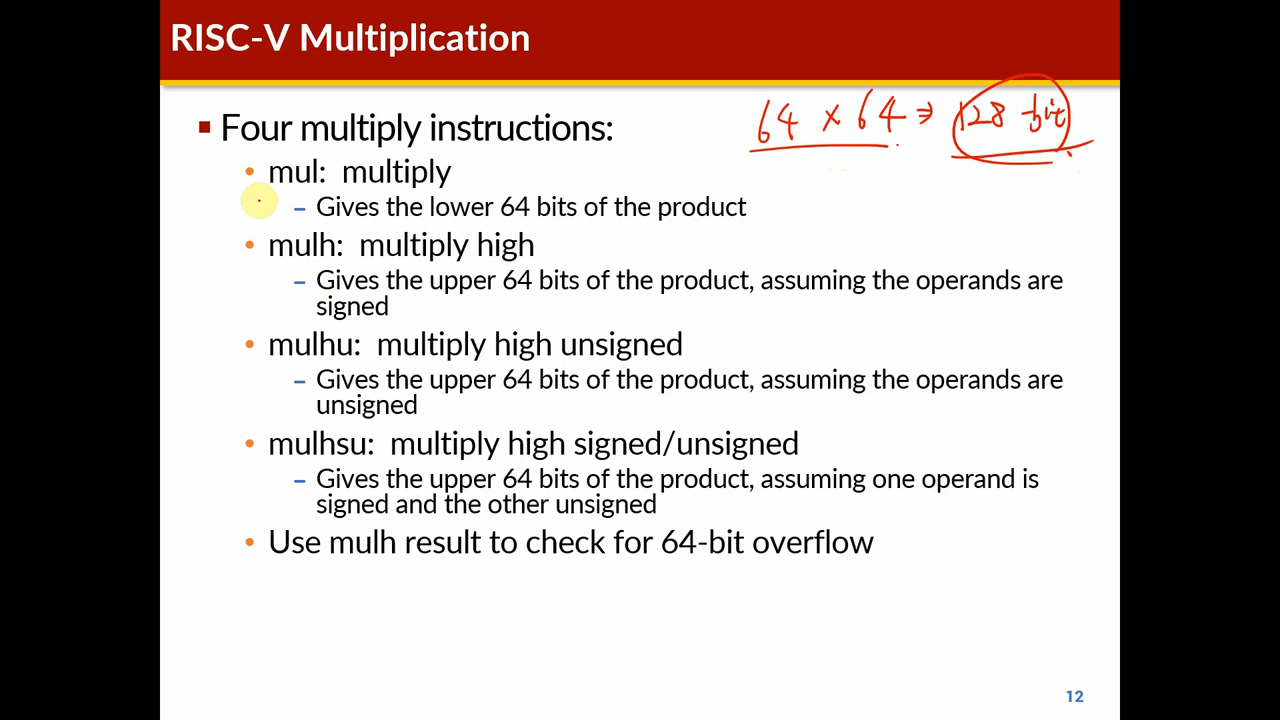 RISC-V Multiplication
64 × 64 ⇒ 128 bit
▪ Four multiply instructions:
• mul: multiply
– Gives the lower 64 bits of the product
• mulh: multiply high
– Gives the upper 64 bits of the product, assuming the operands are
signed
• mulhu: multiply high unsigned
– Gives the upper 64 bits of the product, assuming the operands are
unsigned
• mulhsu: multiply high signed/unsigned
– Gives the upper 64 bits of the product, assuming one operand is
signed and the other unsigned
• Use mulh result to check for 64-bit overflow
12